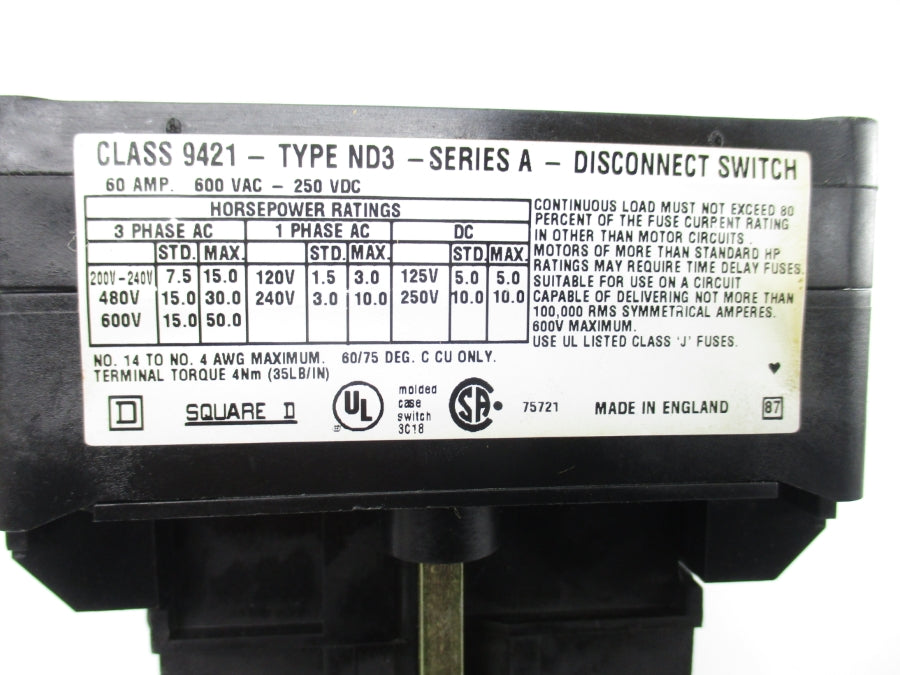 CLASS 9421 – TYPE ND3 – SERIES A – DISCONNECT SWITCH
60 AMP. 600 VAC – 250 VDC
HORSEPOWER RATINGS
3 PHASE AC 1 PHASE AC DC
STD. MAX. STD. MAX. STD. MAX.
200V-240V 7.5 15.0 120V 1.5 3.0 125V 5.0 5.0
480V 15.0 30.0 240V 3.0 10.0 250V 10.0 10.0
600V 15.0 50.0
CONTINUOUS LOAD MUST NOT EXCEED 80
PERCENT OF THE FUSE CURPENT RATING
IN OTHER THAN MOTOR CIRCUITS .
MOTORS OF MORE THAN STANDARD HP
RATINGS MAY REQUIRE TIME DELAY FUSES.
SUITABLE FOR USE ON A CIRCUIT
CAPABLE OF DELIVERING NOT MORE THAN
100,000 RMS SYMMETRICAL AMPERES.
600V MAXIMUM.
USE UL LISTED CLASS 'J' FUSES.
NO. 14 TO NO. 4 AWG MAXIMUM. 60/75 DEG. C CU ONLY.
TERMINAL TORQUE 4Nm (35LB/IN)
D SQUARE D
UL ®
molded
case
switch
3C18
SA 75721 MADE IN ENGLAND 87